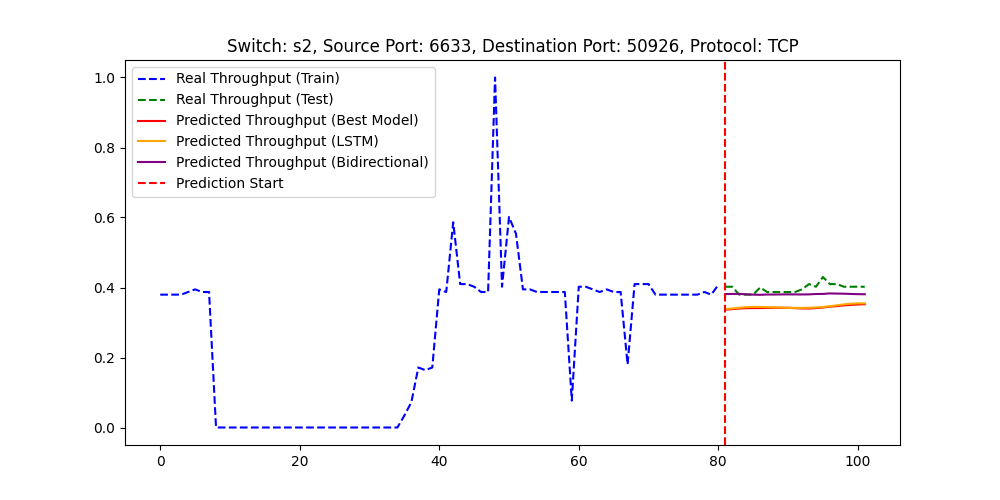 Switch: s2, Source Port: 6633, Destination Port: 50926, Protocol: TCP
Real Throughput (Train)
Real Throughput (Test)
Predicted Throughput (Best Model)
Predicted Throughput (LSTM)
Predicted Throughput (Bidirectional)
Prediction Start
1.0
0.8
0.6
0.4
0.2
0.0
0 20 40 60 80 100